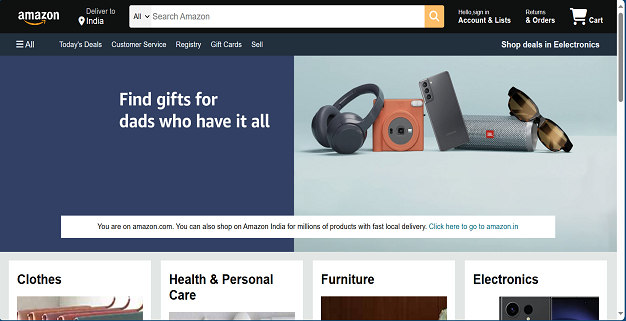 amazon
Deliver to
India
All
Search Amazon
Hello,sign in
Account & Lists
Returns
& Orders
Cart
All
Today's Deals
Customer Service
Registry
Gift Cards
Sell
Shop deals in Eelectronics
Find gifts for
dads who have it all
JBL
You are on amazon.com. You can also shop on Amazon India for millions of products with fast local delivery. Click here to go to amazon.in
Clothes
Health & Personal
Care
Furniture
Electronics